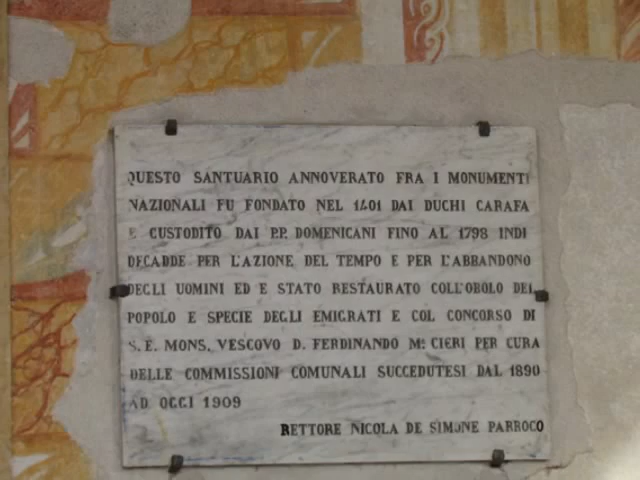 QUESTO SANTUARIO ANNOVERATO FRA I MONUMENTI
NAZIONALI FU FONDATO NEL 1401 DAI DUCHI CARAFA
E CUSTODITO DAI P.P. DOMENICANI FINO AL 1798 INDI
DECADDE PER L'AZIONE DEL TEMPO E PER L'ABBANDONO
DEGLI UOMINI ED E STATO RESTAURATO COLL'OBOLO DEL
POPOLO E SPECIE DEGLI EMIGRATI E COL CONCORSO DI
S. E. MONS. VESCOVO D. FERDINANDO Mc CIERI PER CURA
DELLE COMMISSIONI COMUNALI SUCCEDUTESI DAL 1890
AD OGGI 1909
RETTORE NICOLA DE SIMONE PARROCO